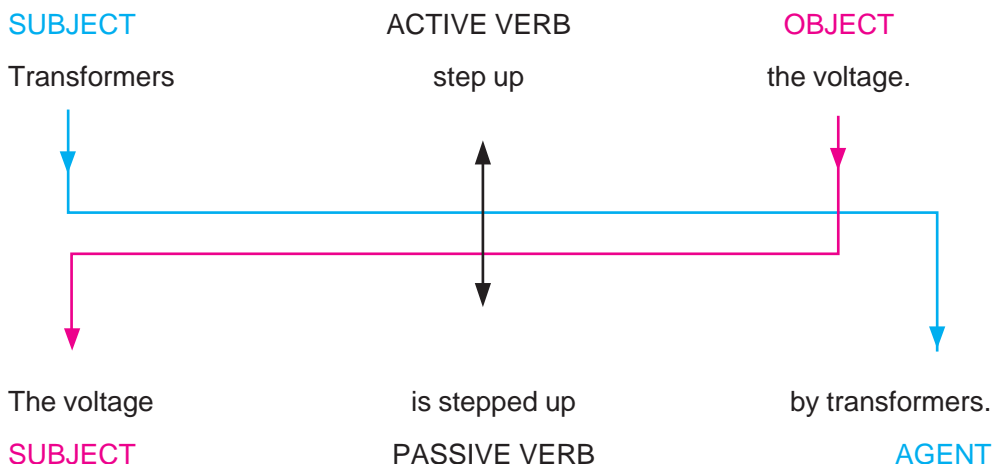 SUBJECT ACTIVE VERB OBJECT
Transformers step up the voltage.
The voltage is stepped up by transformers.
SUBJECT PASSIVE VERB AGENT